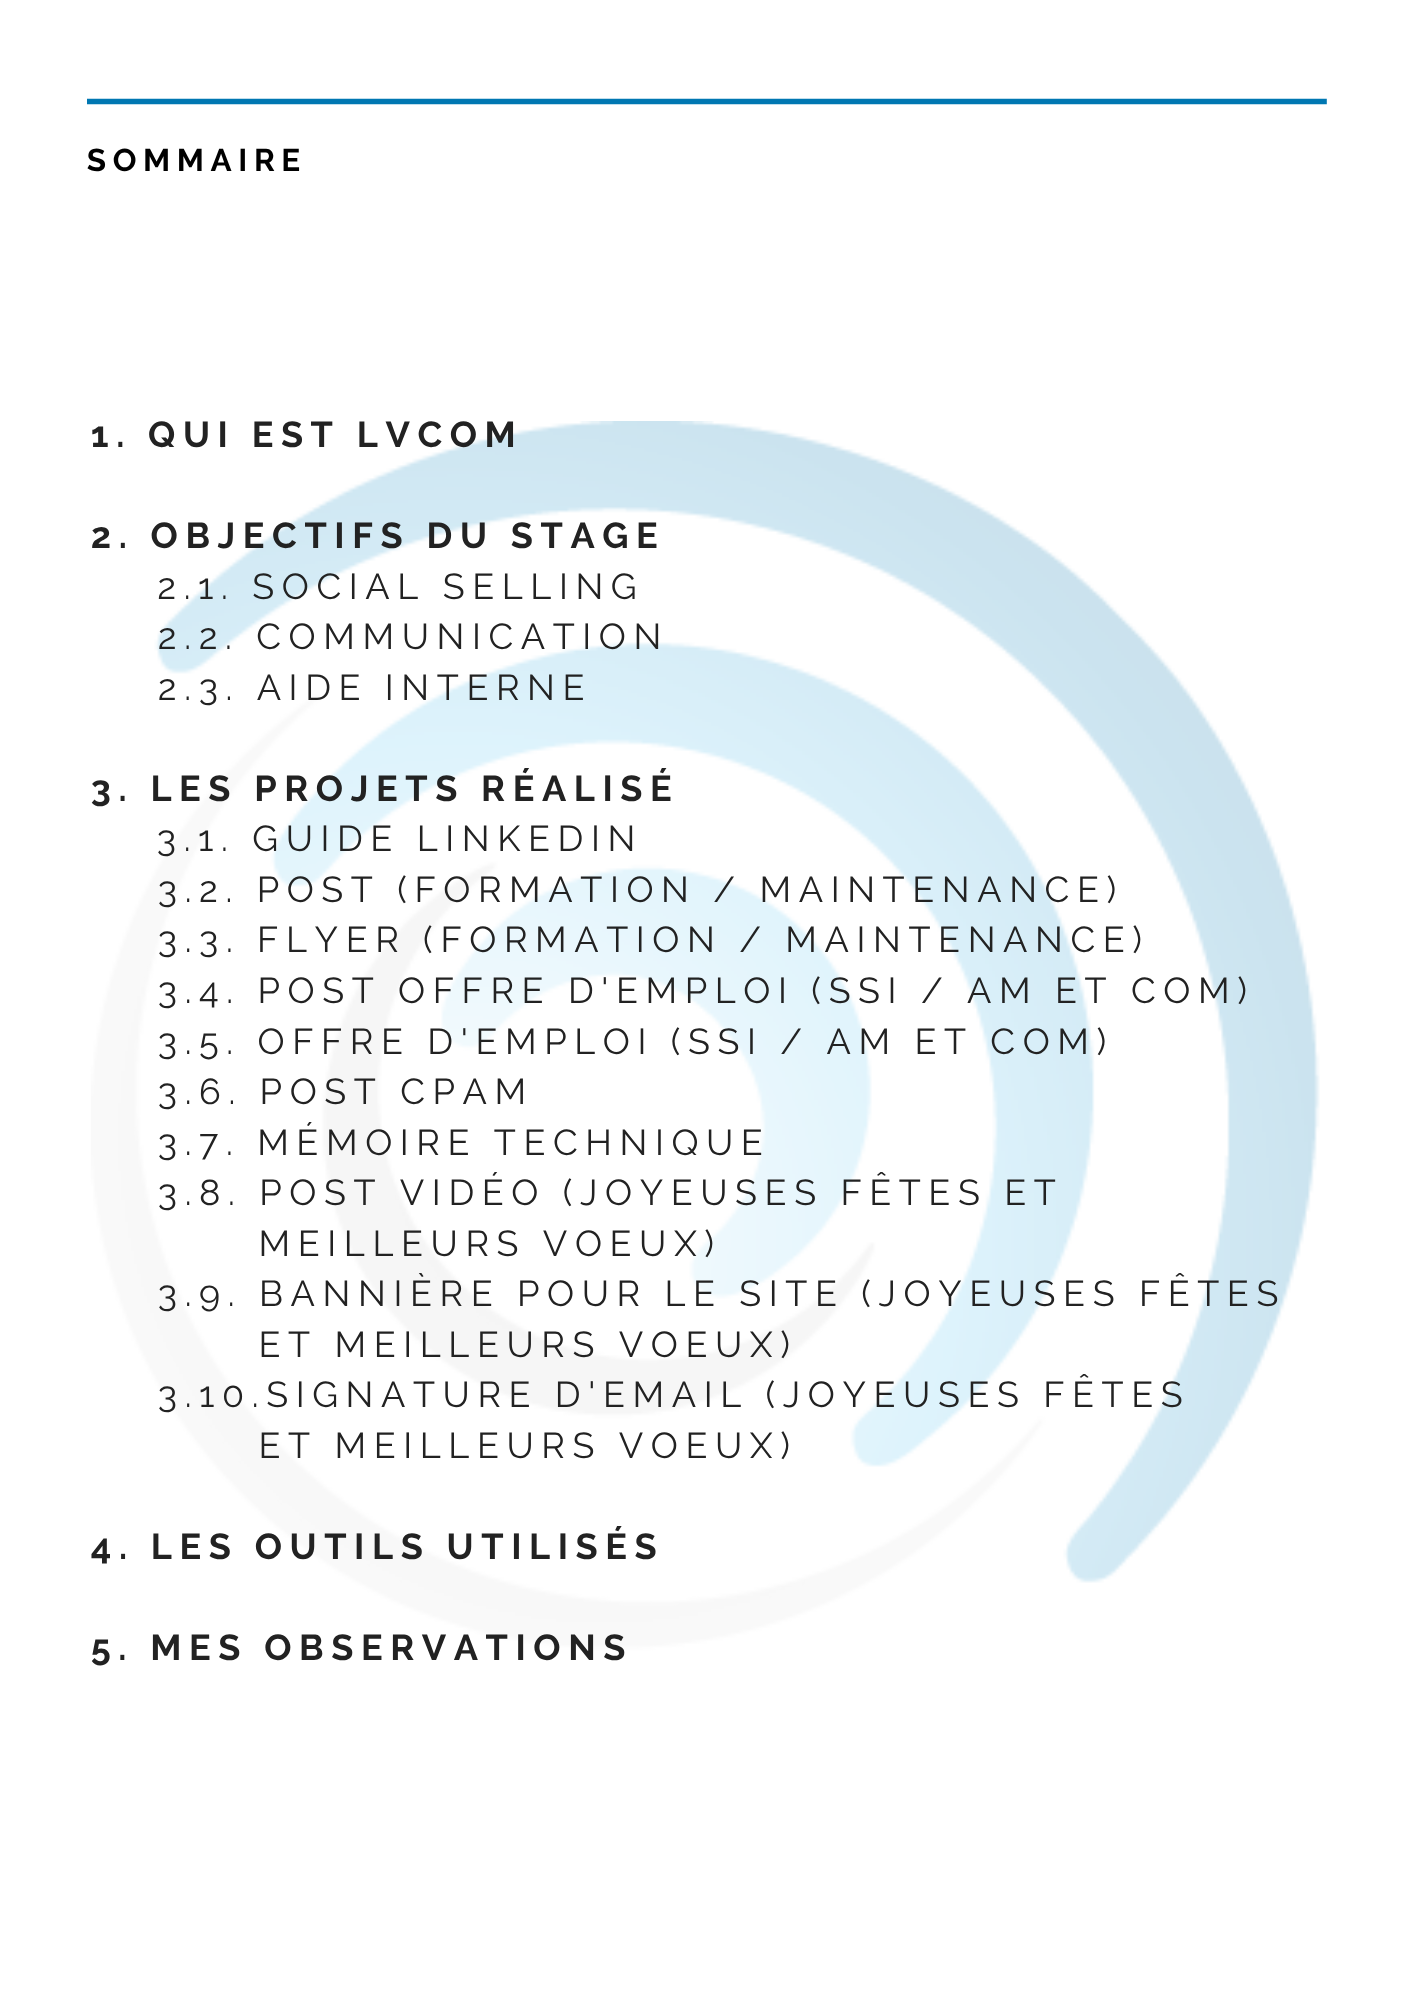 SOMMAIRE
1. QUI EST LVCOM
2. OBJECTIFS DU STAGE
2.1. SOCIAL SELLING
2.2. COMMUNICATION
2.3. AIDE INTERNE
3. LES PROJETS RÉALISÉ
3.1. GUIDE LINKEDIN
3.2. POST (FORMATION / MAINTENANCE)
3.3. FLYER (FORMATION / MAINTENANCE)
3.4. POST OFFRE D'EMPLOI (SSI / AM ET COM)
3.5. OFFRE D'EMPLOI (SSI / AM ET COM)
3.6. POST CPAM
3.7. MÉMOIRE TECHNIQUE
3.8. POST VIDÉO (JOYEUSES FÊTES ET
MEILLEURS VOEUX)
3.9. BANNIÈRE POUR LE SITE (JOYEUSES FÊTES
ET MEILLEURS VOEUX)
3.10.SIGNATURE D'EMAIL (JOYEUSES FÊTES
ET MEILLEURS VOEUX)
4. LES OUTILS UTILISÉS
5. MES OBSERVATIONS